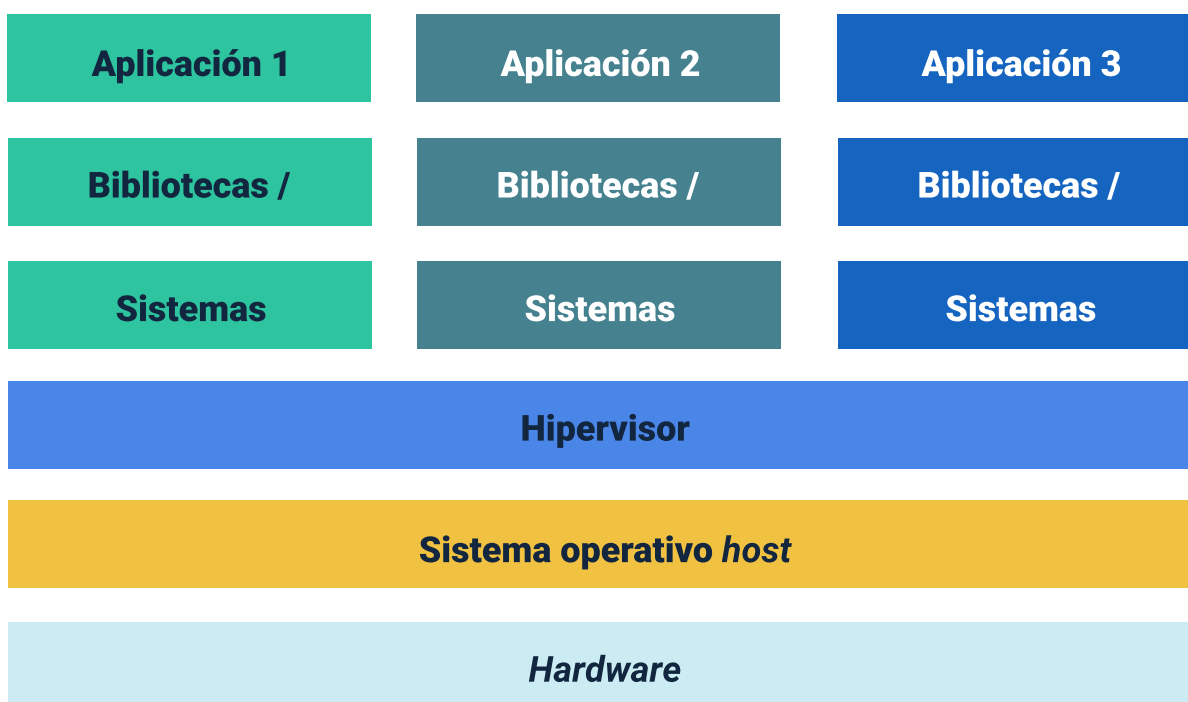 Aplicación 1
Aplicación 2
Aplicación 3
Bibliotecas /
Bibliotecas /
Bibliotecas /
Sistemas
Sistemas
Sistemas
Hipervisor
Sistema operativo host
Hardware